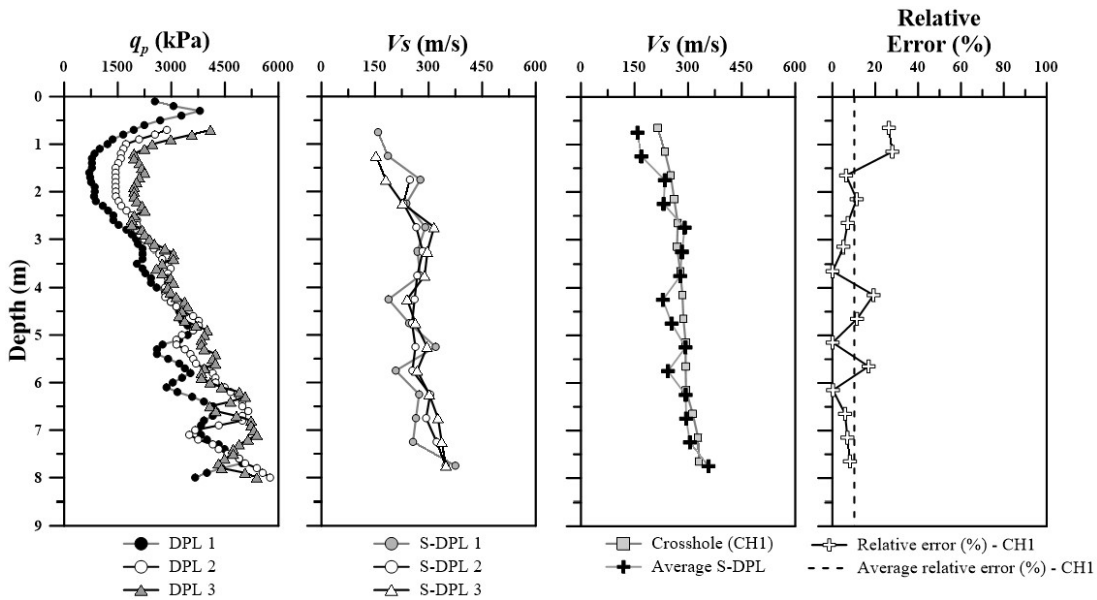 qp (kPa)
0 1500 3000 4500 6000
Vs (m/s)
0 150 300 450 600
Vs (m/s)
0 150 300 450 600
Relative
Error (%)
0 20 40 60 80 100
Depth (m)
0
1
2
3
4
5
6
7
8
9
DPL 1
DPL 2
DPL 3
S-DPL 1
S-DPL 2
S-DPL 3
Crosshole (CH1)
Average S-DPL
Relative error (%) - CH1
Average relative error (%) - CH1